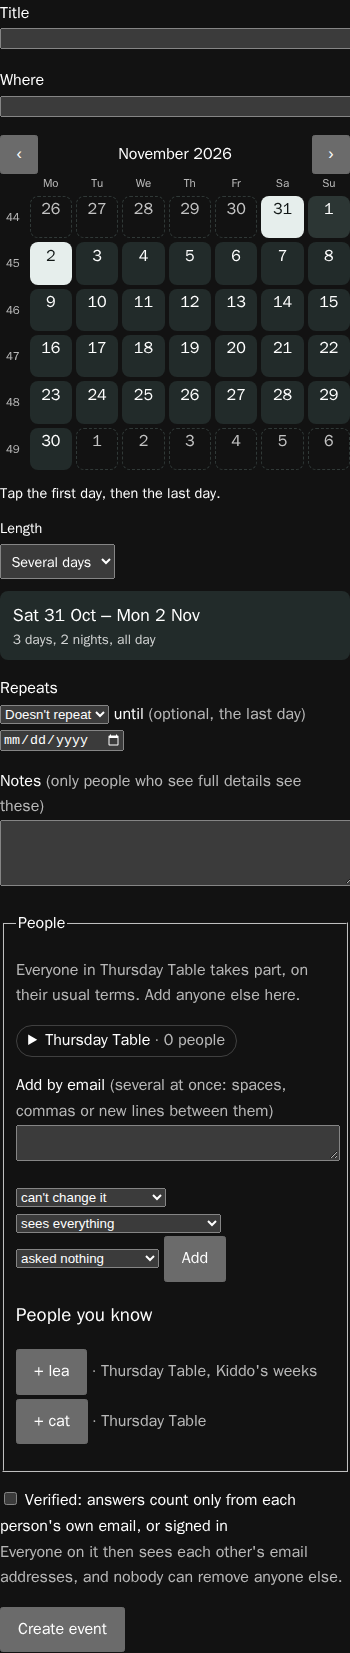 Title
Where
‹ November 2026 ›
Mo Tu We Th Fr Sa Su
44 26 27 28 29 30 31 1
45 2 3 4 5 6 7 8
46 9 10 11 12 13 14 15
47 16 17 18 19 20 21 22
48 23 24 25 26 27 28 29
49 30 1 2 3 4 5 6
Tap the first day, then the last day.
Length
Several days
Sat 31 Oct – Mon 2 Nov
3 days, 2 nights, all day
Repeats
Doesn't repeat until (optional, the last day)
mm/dd/yyyy
Notes (only people who see full details see
these)
People
Everyone in Thursday Table takes part, on
their usual terms. Add anyone else here.
▶ Thursday Table · 0 people
Add by email (several at once: spaces,
commas or new lines between them)
can't change it
sees everything
asked nothing Add
People you know
+ lea · Thursday Table, Kiddo's weeks
+ cat · Thursday Table
Verified: answers count only from each
person's own email, or signed in
Everyone on it then sees each other's email
addresses, and nobody can remove anyone else.
Create event